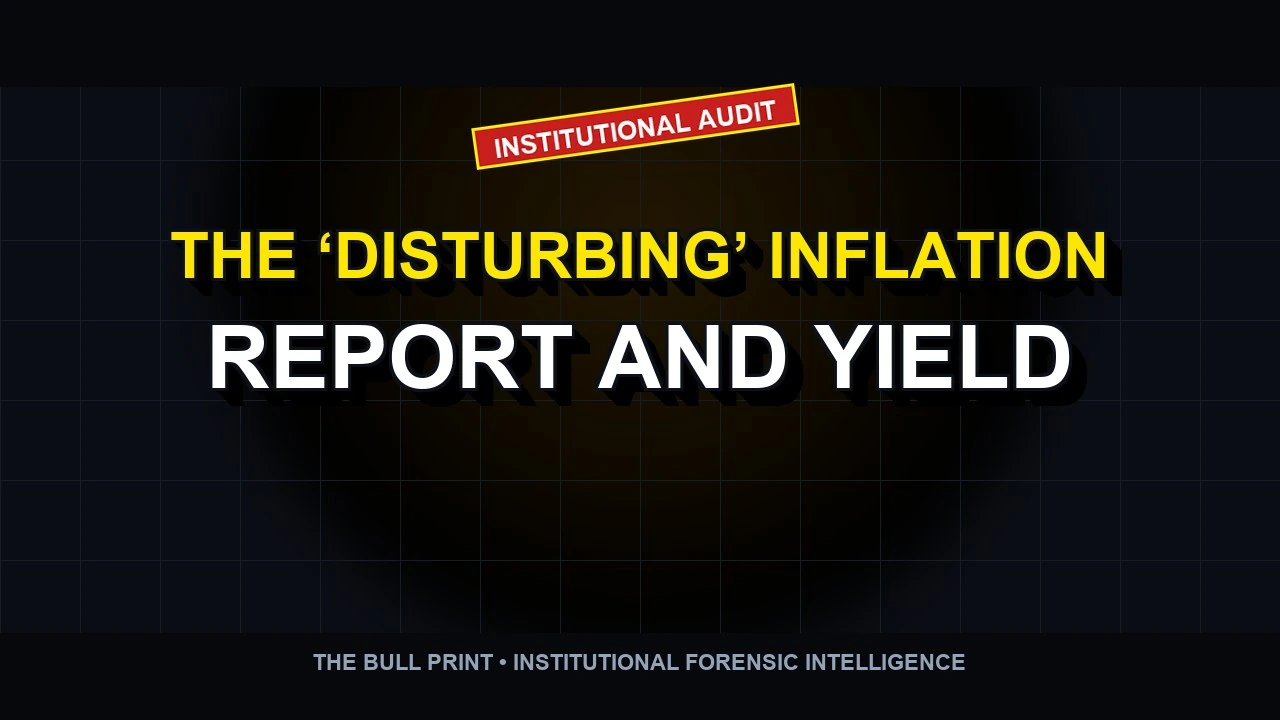 INSTITUTIONAL AUDIT
THE ‘DISTURBING’ INFLATION
REPORT AND YIELD
THE BULL PRINT • INSTITUTIONAL FORENSIC INTELLIGENCE